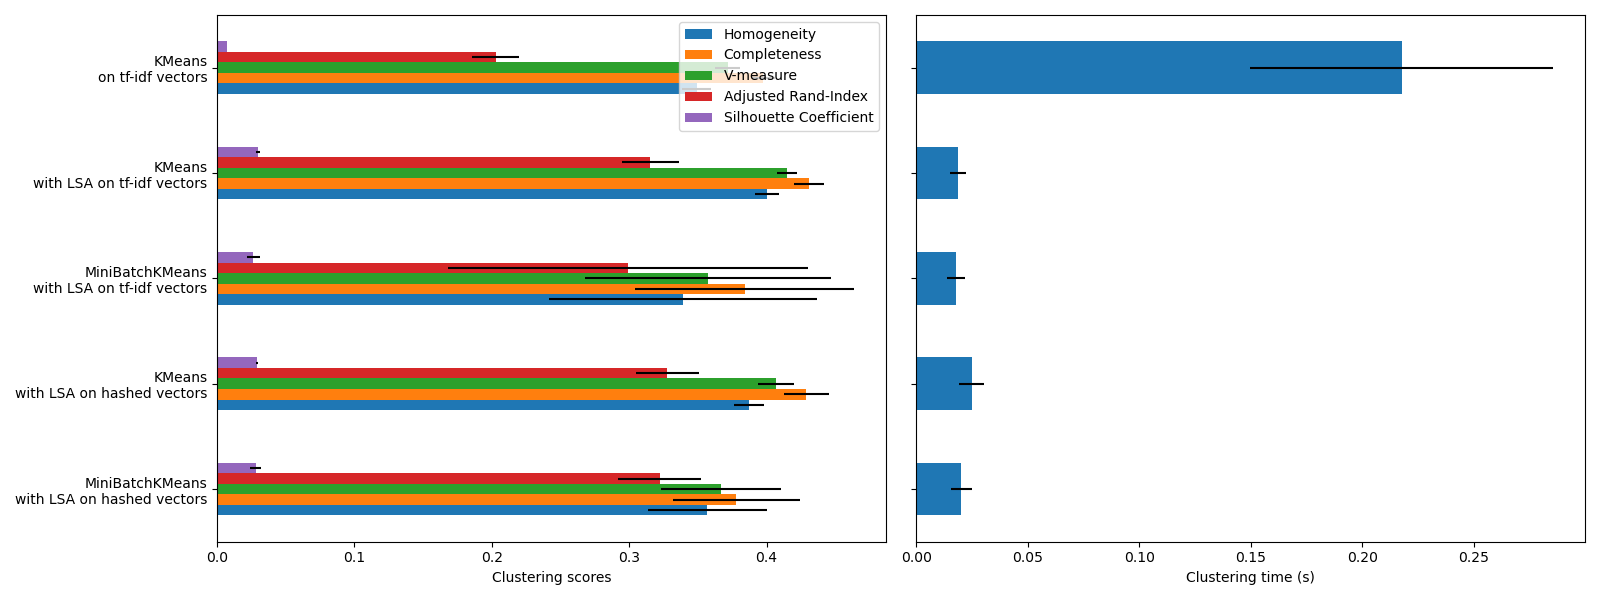 KMeans
on tf-idf vectors
KMeans
with LSA on tf-idf vectors
MiniBatchKMeans
with LSA on tf-idf vectors
KMeans
with LSA on hashed vectors
MiniBatchKMeans
with LSA on hashed vectors
Homogeneity
Completeness
V-measure
Adjusted Rand-Index
Silhouette Coefficient
0.0 0.1 0.2 0.3 0.4
Clustering scores
0.00 0.05 0.10 0.15 0.20 0.25
Clustering time (s)